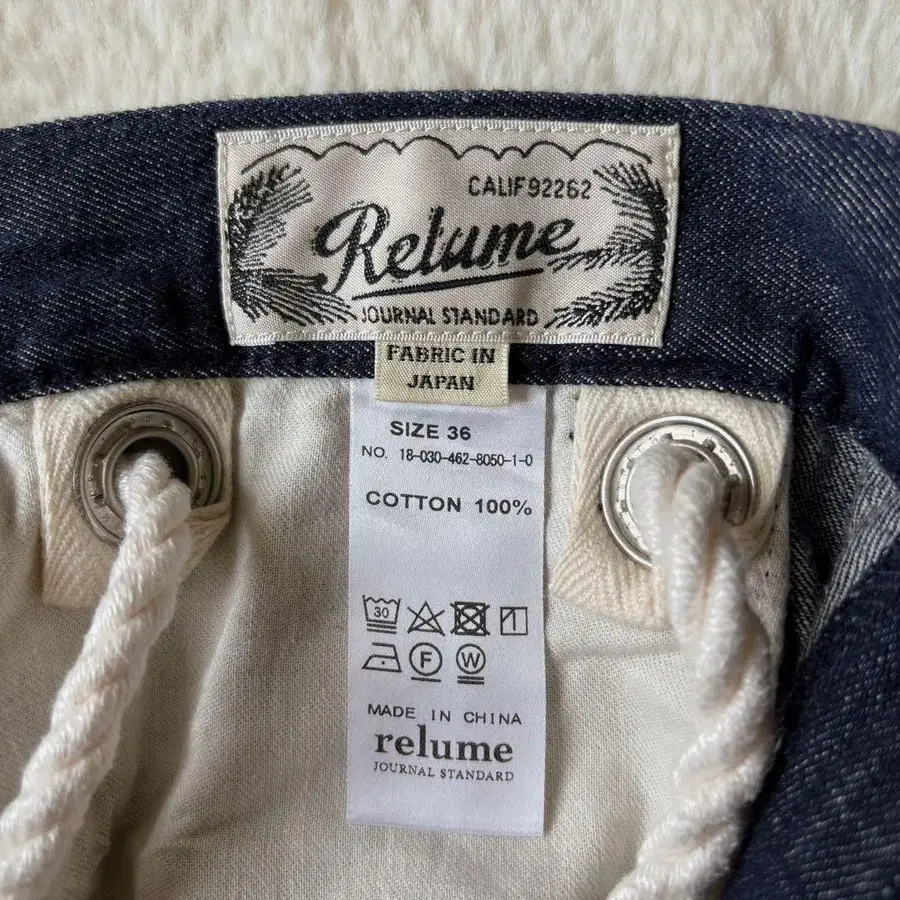 CALIF 92262
Relume
JOURNAL STANDARD
FABRIC IN
JAPAN
SIZE 36
NO. 18-030-462-8050-1-0
COTTON 100%
30
F
W
MADE IN CHINA
relume
JOURNAL STANDARD